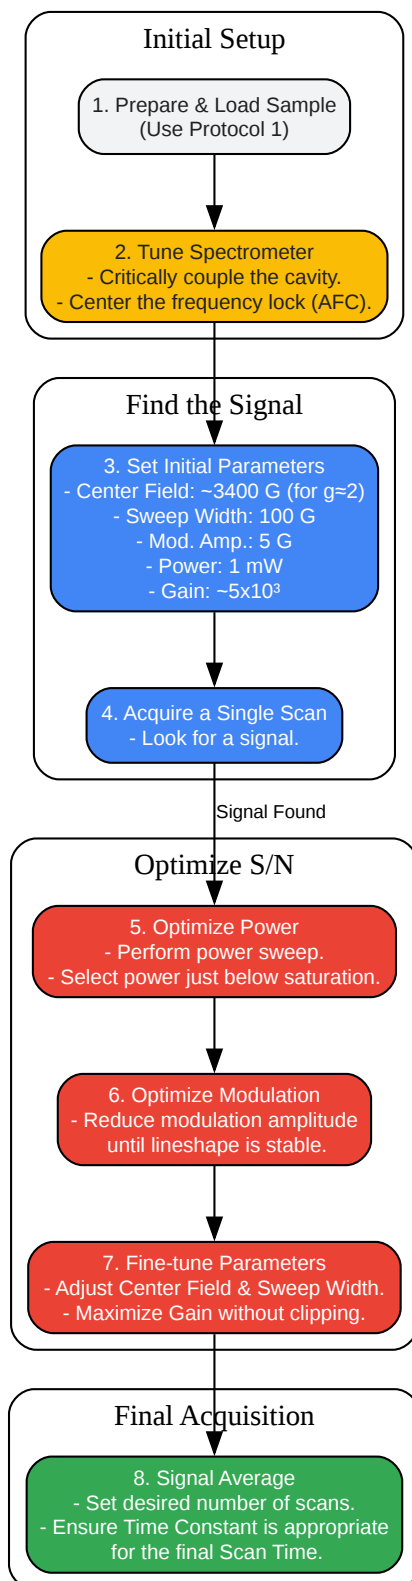 Initial Setup
1. Prepare & Load Sample
(Use Protocol 1)
2. Tune Spectrometer
- Critically couple the cavity.
- Center the frequency lock (AFC).
Find the Signal
3. Set Initial Parameters
- Center Field: ~3400 G (for g≈2)
- Sweep Width: 100 G
- Mod. Amp.: 5 G
- Power: 1 mW
- Gain: ~5x10³
4. Acquire a Single Scan
- Look for a signal.
Signal Found
Optimize S/N
5. Optimize Power
- Perform power sweep.
- Select power just below saturation.
6. Optimize Modulation
- Reduce modulation amplitude
until lineshape is stable.
7. Fine-tune Parameters
- Adjust Center Field & Sweep Width.
- Maximize Gain without clipping.
Final Acquisition
8. Signal Average
- Set desired number of scans.
- Ensure Time Constant is appropriate
for the final Scan Time.